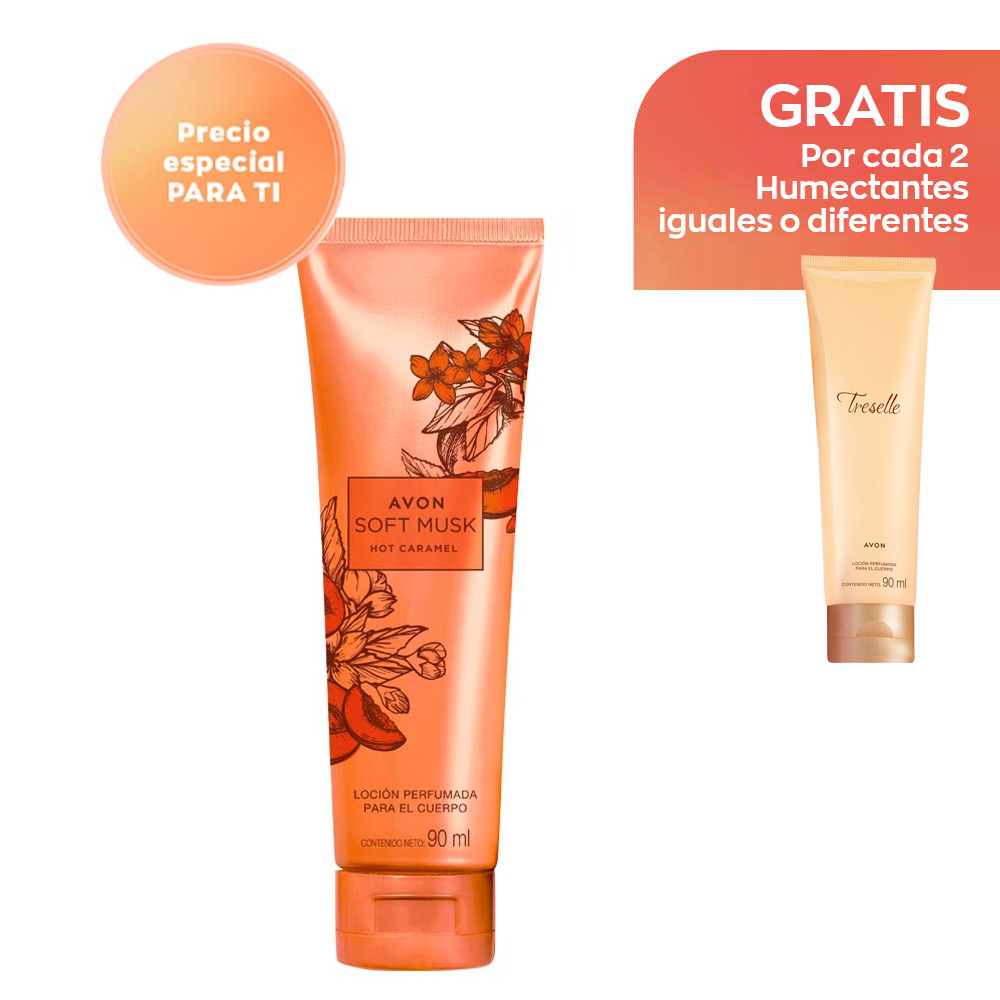 Precio
especial
PARA TI
GRATIS
Por cada 2
Humectantes
iguales o diferentes
AVON
SOFT MUSK
HOT CARAMEL
LOCIÓN PERFUMADA
PARA EL CUERPO
CONTENIDO NETO: 90 ml
Treselle
AVON
LOCIÓN PERFUMADA
PARA EL CUERPO
CONTENIDO NETO: 90 ml